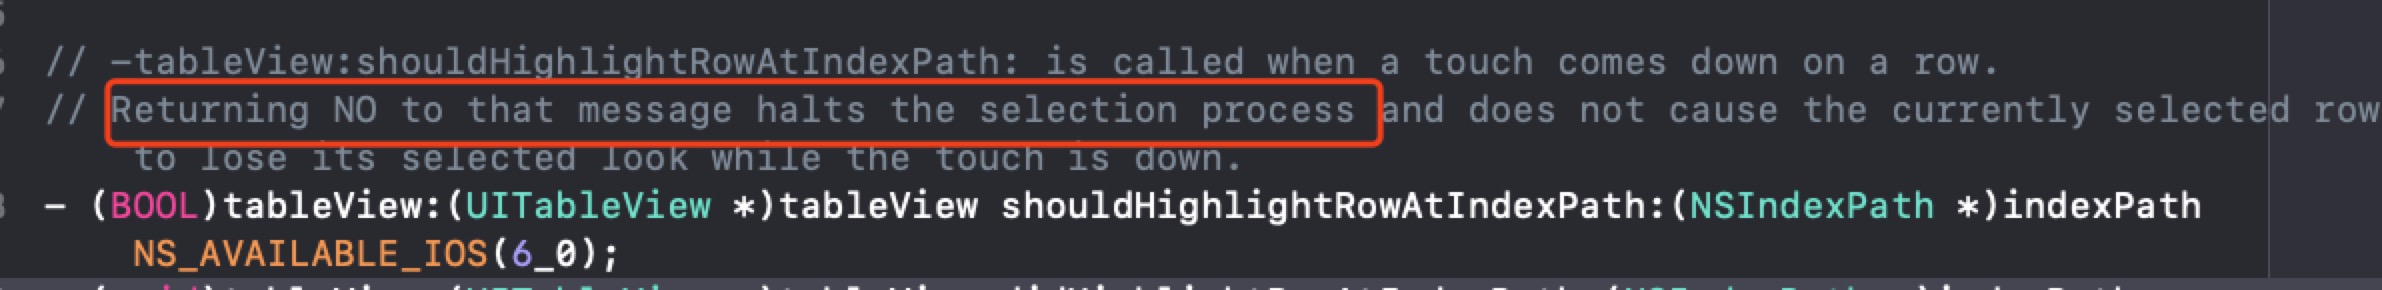 // -tableView:shouldHighlightRowAtIndexPath: is called when a touch comes down on a row.
// Returning NO to that message halts the selection process and does not cause the currently selected row
to lose its selected look while the touch is down.
- (BOOL)tableView:(UITableView *)tableView shouldHighlightRowAtIndexPath:(NSIndexPath *)indexPath
NS_AVAILABLE_IOS(6_0);